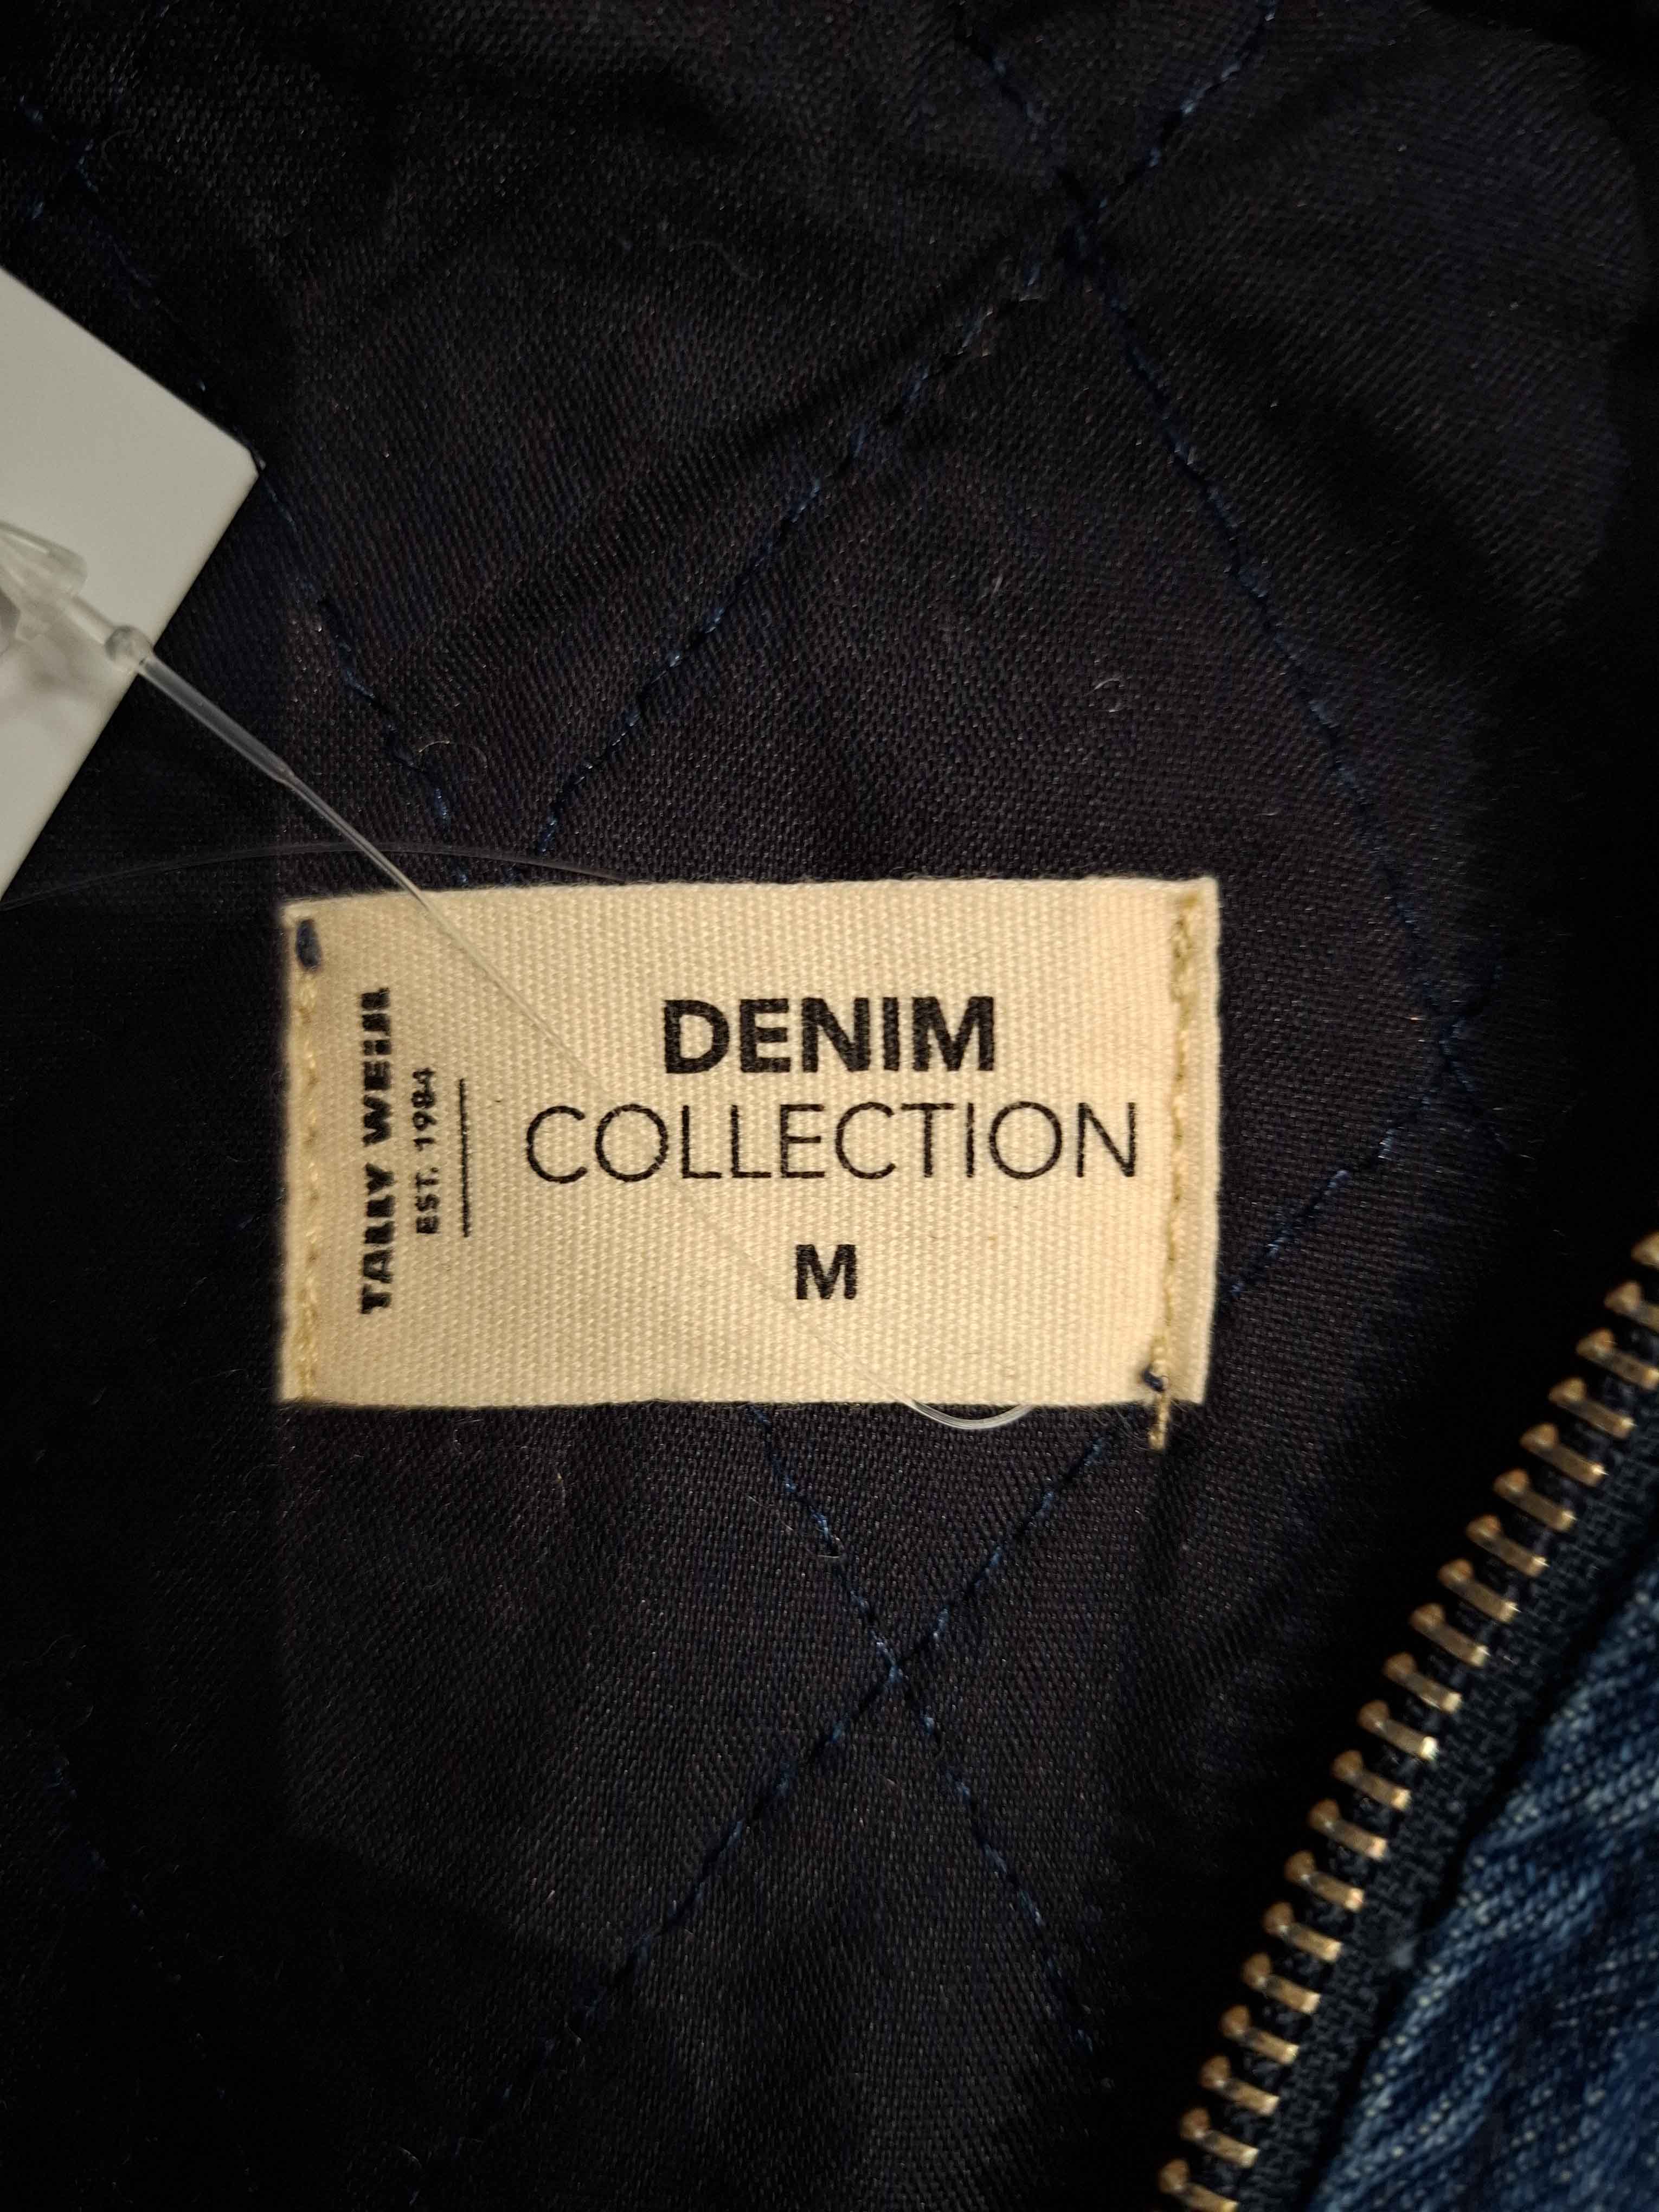 TALLY WEiJL
EST. 1984
DENIM
COLLECTION
M